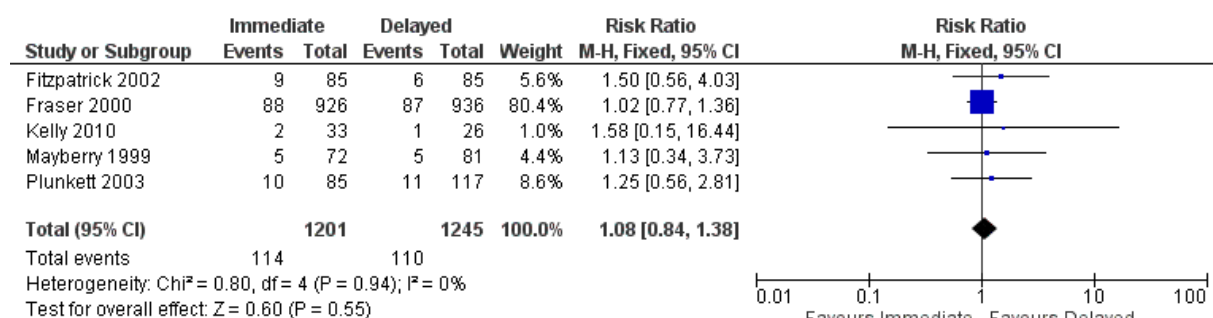 Immediate Delayed Risk Ratio Risk Ratio
Study or Subgroup Events Total Events Total Weight M-H, Fixed, 95% CI M-H, Fixed, 95% CI
Fitzpatrick 2002 9 85 6 85 5.6% 1.50 [0.56, 4.03]
Fraser 2000 88 926 87 936 80.4% 1.02 [0.77, 1.36]
Kelly 2010 2 33 1 26 1.0% 1.58 [0.15, 16.44]
Mayberry 1999 5 72 5 81 4.4% 1.13 [0.34, 3.73]
Plunkett 2003 10 85 11 117 8.6% 1.25 [0.56, 2.81]
Total (95% CI) 1201 1245 100.0% 1.08 [0.84, 1.38]
Total events 114 110
Heterogeneity: Chi² = 0.80, df = 4 (P = 0.94); I² = 0%
Test for overall effect: Z = 0.60 (P = 0.55)
0.01 0.1 1 10 100
Favours Immediate Favours Delayed